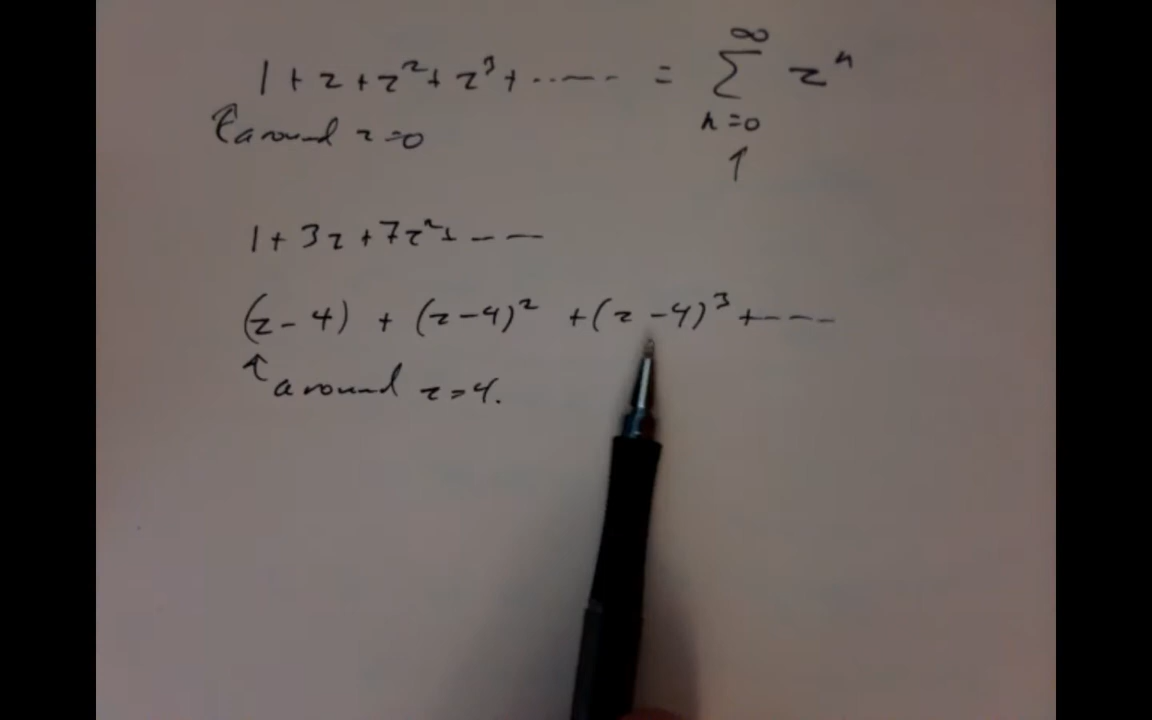 1 + z + z² + z³ + ...... = ∑ n=0 ∞ zⁿ
↑ around z=0 ↑
1 + 3z + 7z² + - —
(z-4) + (z-4)² + (z-4)³ + ----
↑ around z=4.